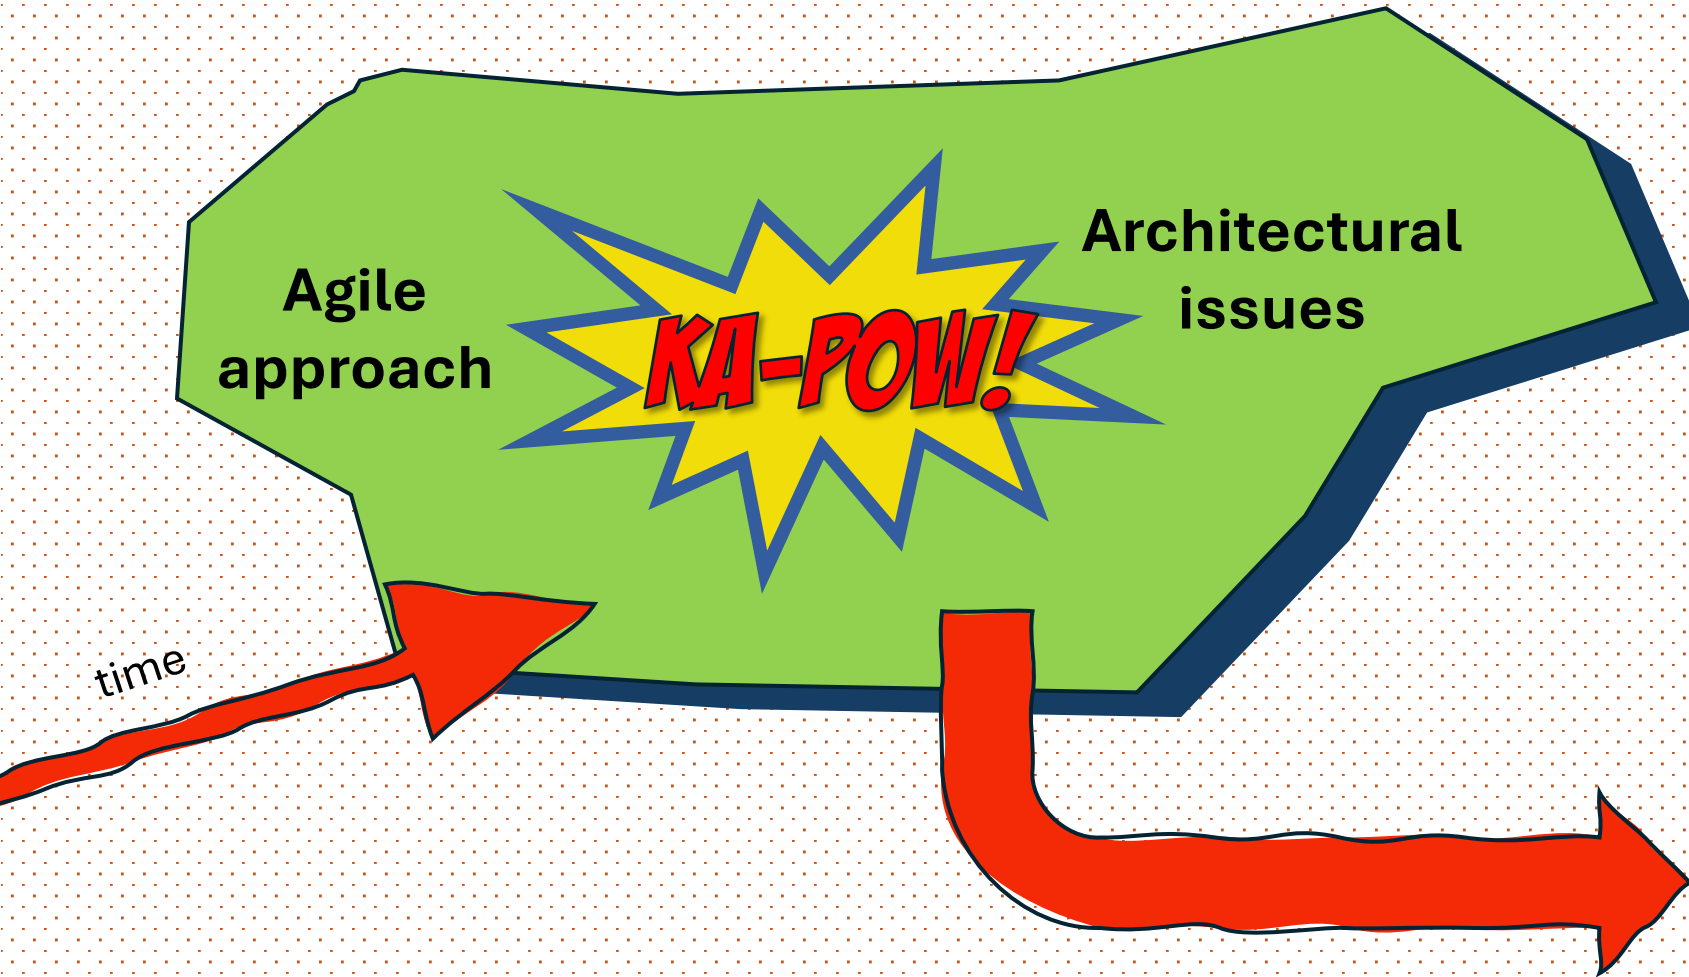 Agile
approach
KA-POW!
Architectural
issues
time